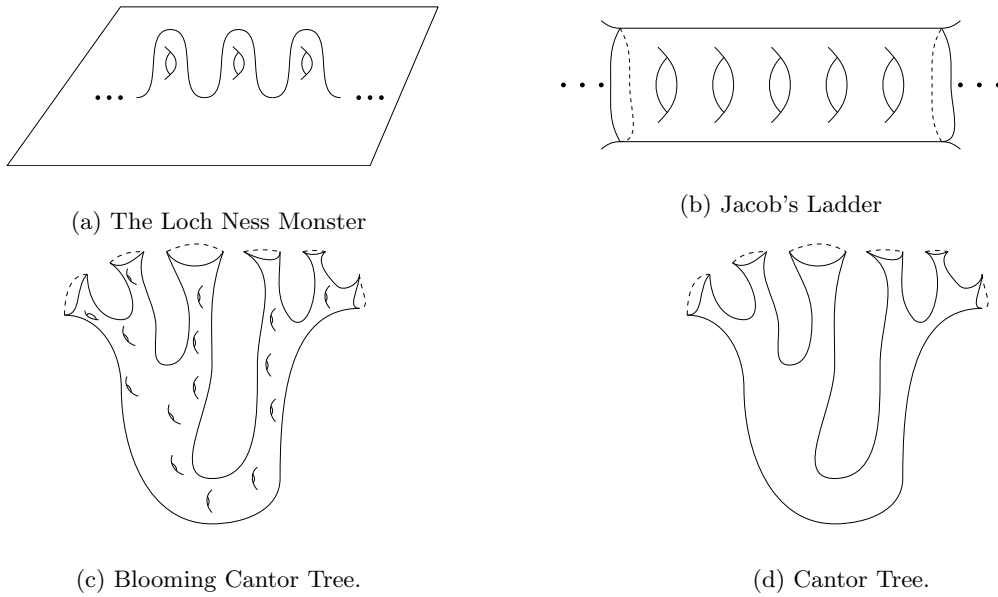 (a) The Loch Ness Monster
(b) Jacob's Ladder
(c) Blooming Cantor Tree.
(d) Cantor Tree.